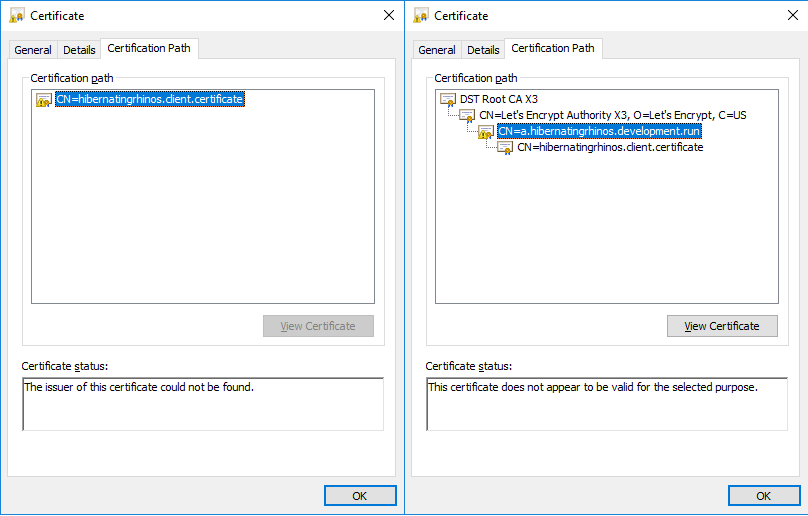 Certificate
General Details Certification Path
Certification path
CN=hibernatingrhinos.client.certificate
View Certificate
Certificate status:
The issuer of this certificate could not be found.
OK
Certificate
General Details Certification Path
Certification path
DST Root CA X3
CN=Let's Encrypt Authority X3, O=Let's Encrypt, C=US
CN=a.hibernatingrhinos.development.run
CN=hibernatingrhinos.client.certificate
View Certificate
Certificate status:
This certificate does not appear to be valid for the selected purpose.
OK